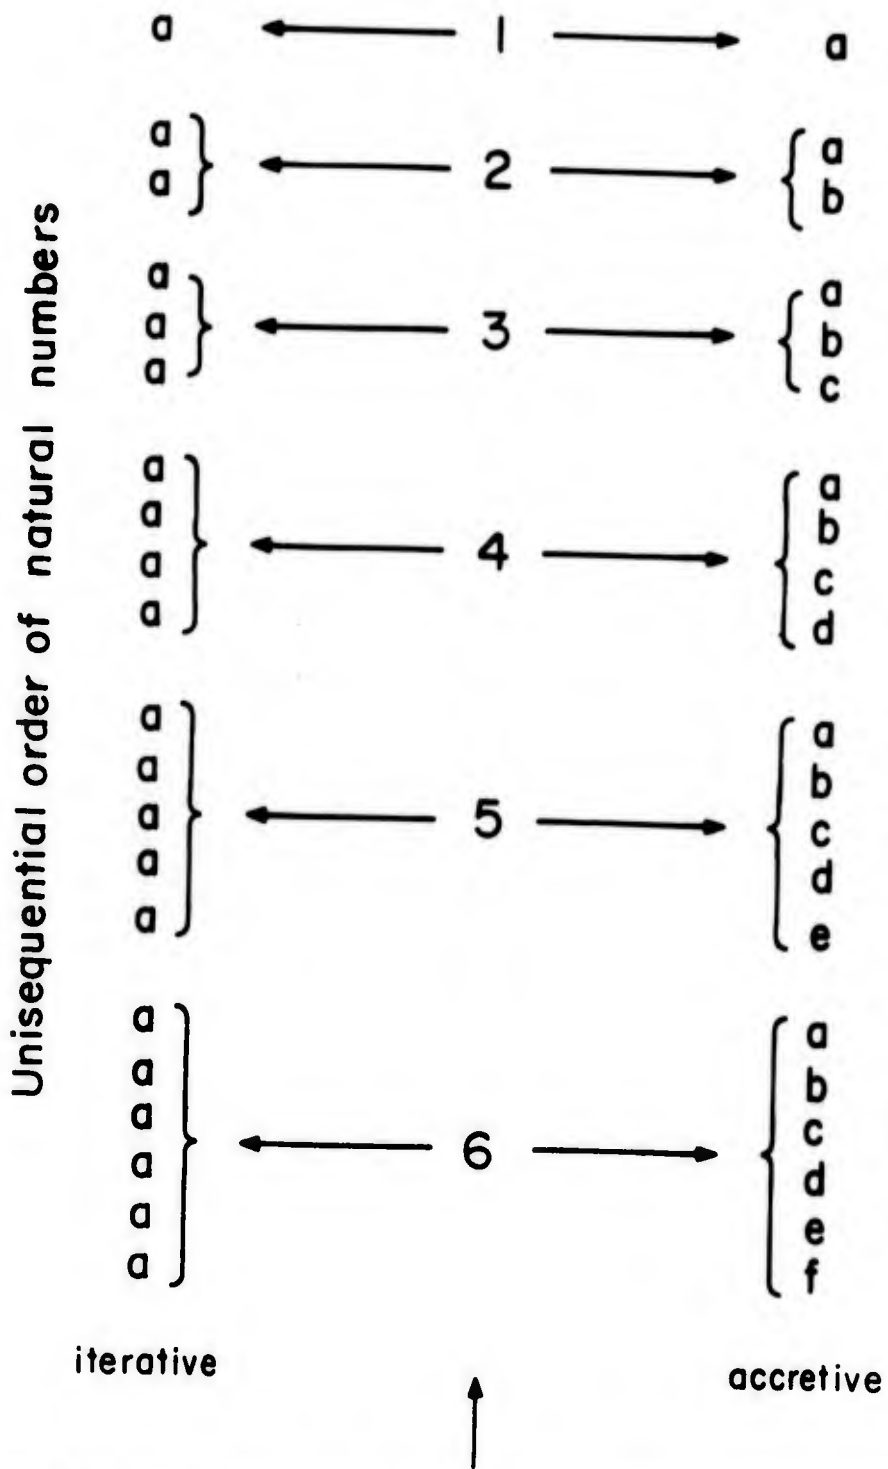 Unisequential order of natural numbers
a 1 a
a a
a 2 b
a a
a 3 b
a c
a a
a b
a 4 c
a d
a a
a b
a 5 c
a d
a e
a a
a b
a c
a 6 d
a e
a f
iterative accretive